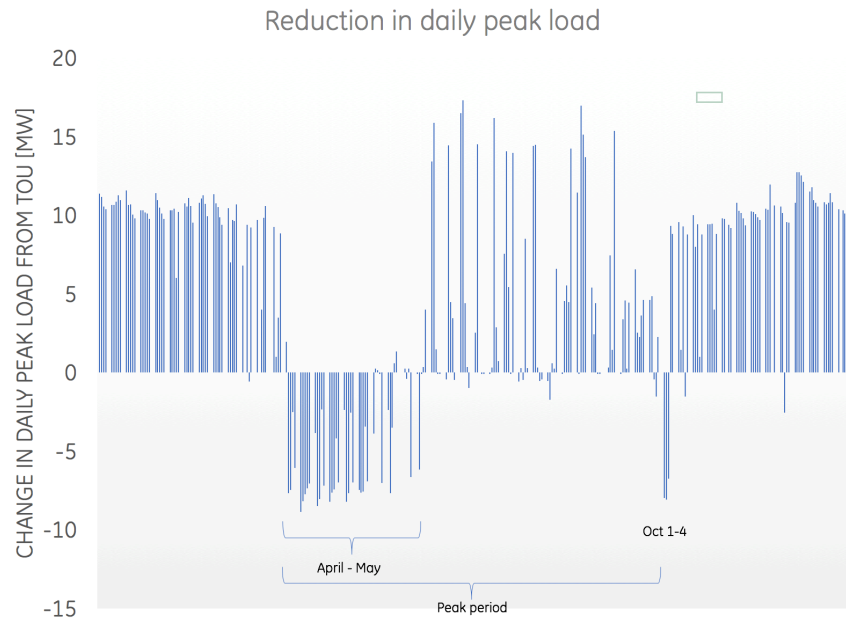 Reduction in daily peak load
CHANGE IN DAILY PEAK LOAD FROM TOU [MW]
20
15
10
5
0
-5
-10
-15
Oct 1-4
April - May
Peak period